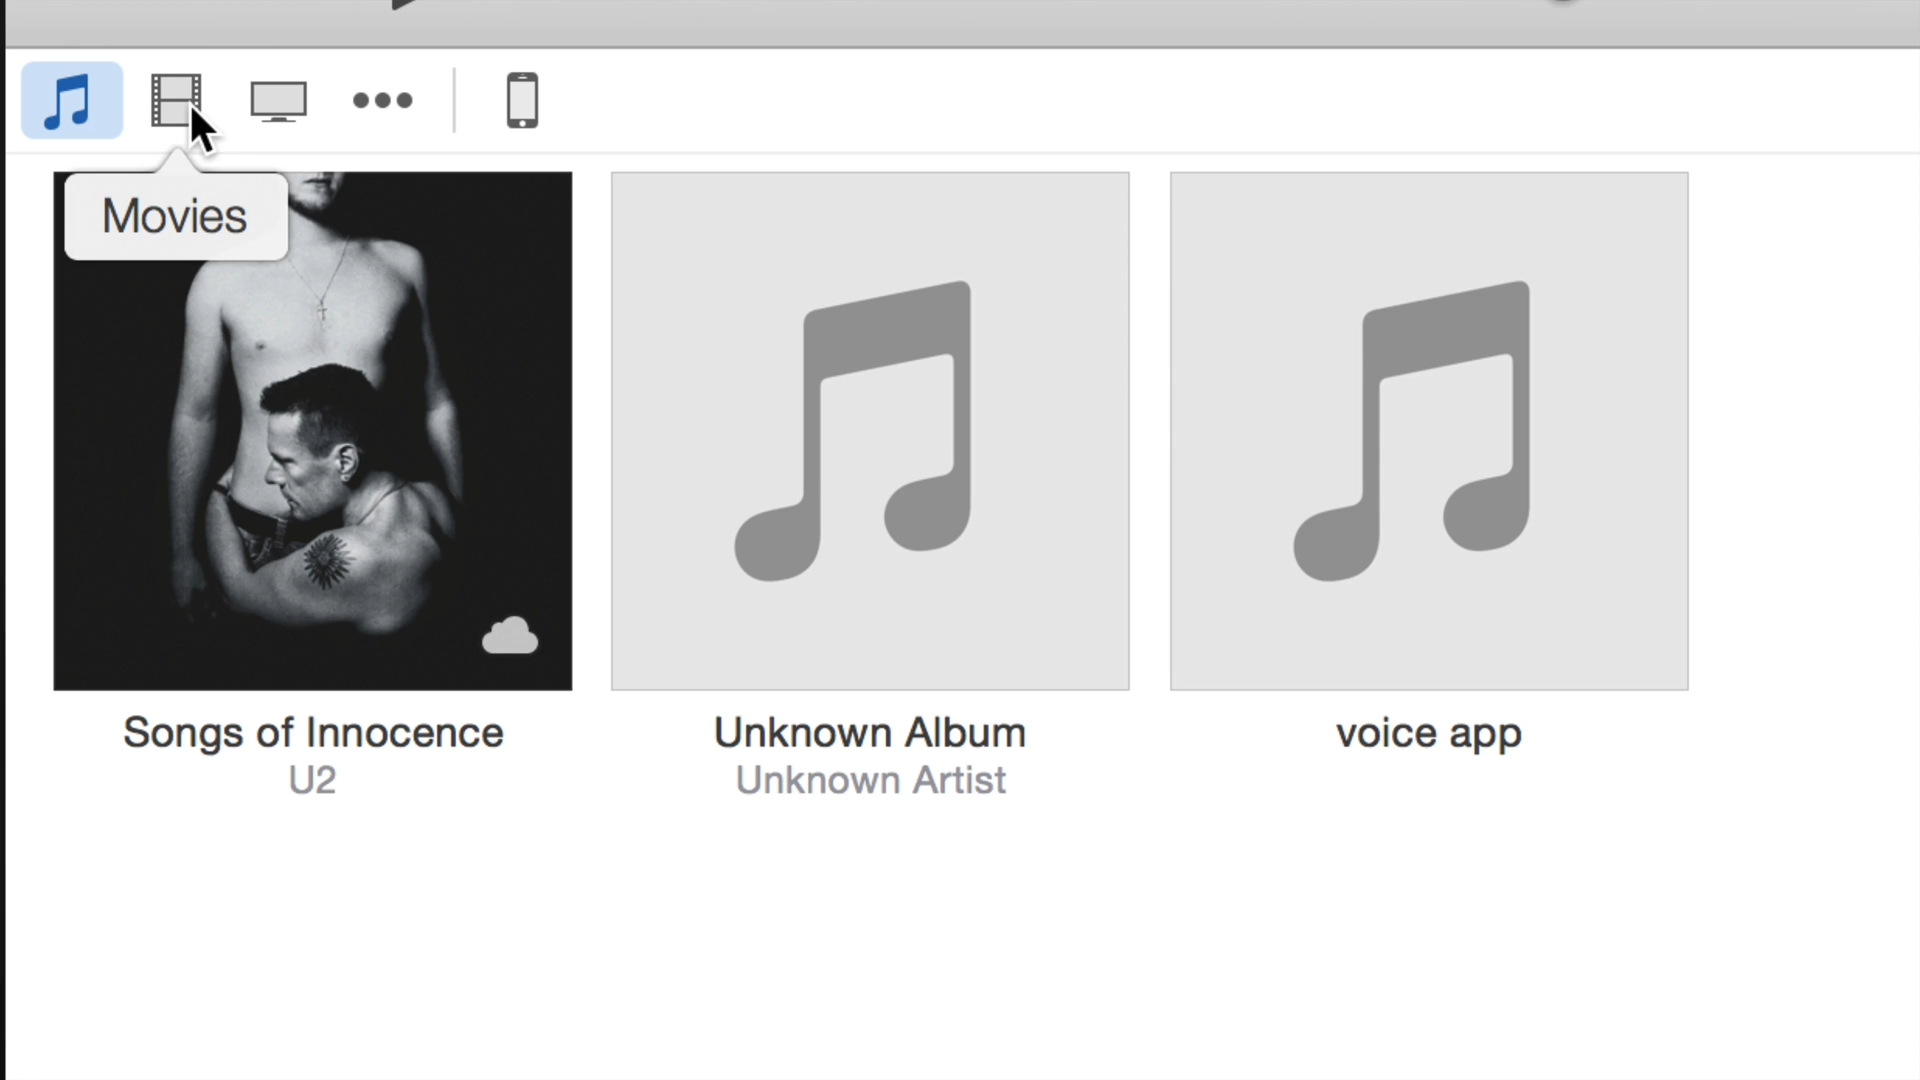 Movies
Songs of Innocence
U2
Unknown Album
Unknown Artist
voice app